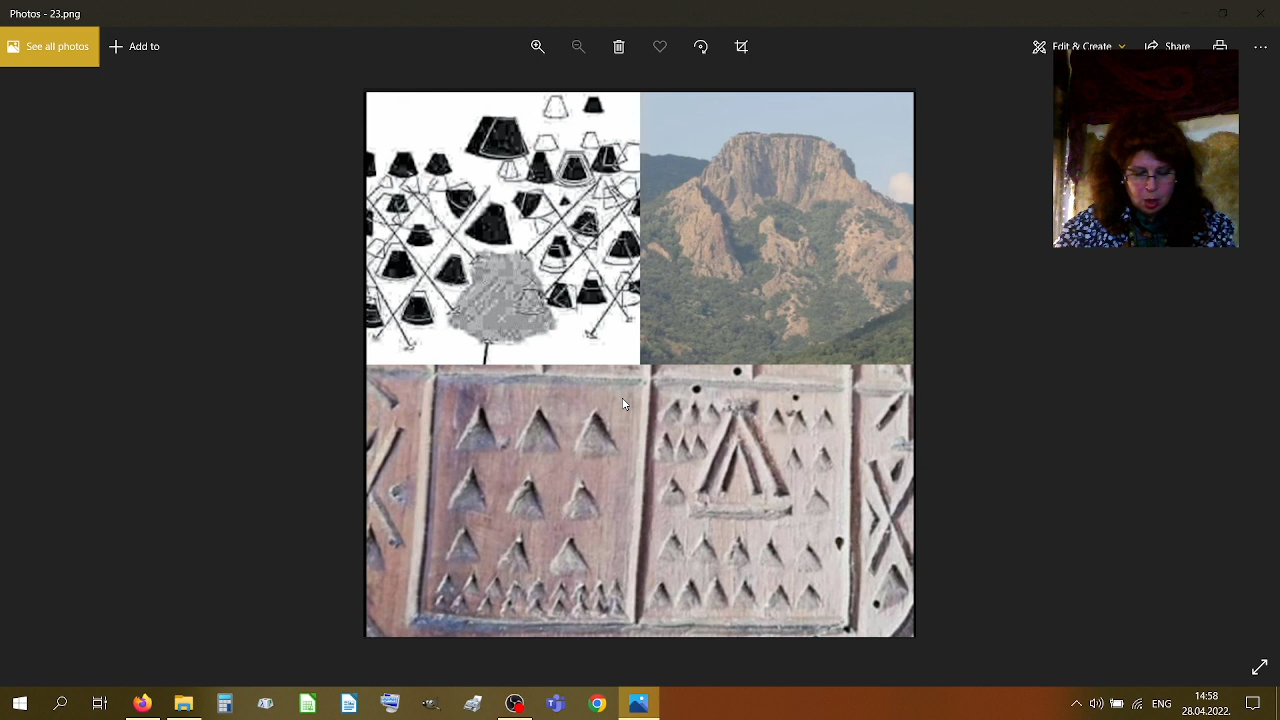 Photos - 23.png
See all photos
Add to
Edit & Create
Share
ENG
14:58
28.04.2022.